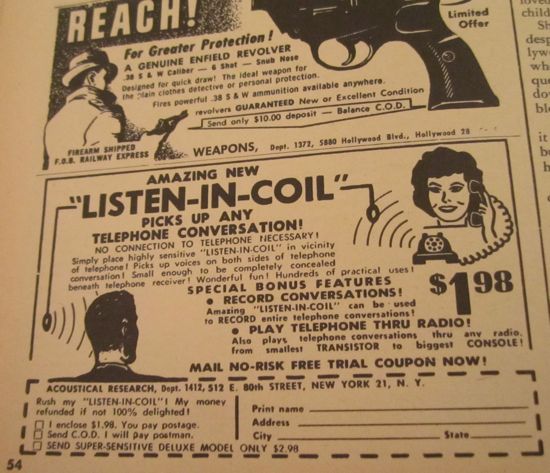 REACH!
Limited
Offer
For Greater Protection!
A GENUINE ENFIELD REVOLVER
.38 S & W Caliber — 6 Shot — Snub Nose
Designed for quick draw! The ideal weapon for
the plain clothes detective or personal protection.
Fires powerful .38 S & W ammunition available anywhere.
revolvers GUARANTEED New or Excellent Condition
Send only $10.00 deposit — Balance C.O.D.
FIREARM SHIPPED
F.O.B. RAILWAY EXPRESS
WEAPONS, Dept. 1372, 5880 Hollywood Blvd., Hollywood 28
AMAZING NEW
"LISTEN-IN-COIL"
PICKS UP ANY
TELEPHONE CONVERSATION!
NO CONNECTION TO TELEPHONE NECESSARY!
Simply place highly sensitive "LISTEN-IN-COIL" in vicinity
of telephone! Picks up voices on both sides of telephone
conversation! Small enough to be completely concealed
beneath telephone receiver! Wonderful fun! Hundreds of practical uses!
SPECIAL BONUS FEATURES
• RECORD CONVERSATIONS!
Amazing "LISTEN-IN-COIL" can be used
to RECORD entire telephone conversations!
• PLAY TELEPHONE THRU RADIO!
Also plays telephone conversations thru any radio.
from smallest TRANSISTOR to biggest CONSOLE!
$1.98
MAIL NO-RISK FREE TRIAL COUPON NOW!
ACOUSTICAL RESEARCH, Dept. 1412, 512 E. 80th STREET, NEW YORK 21, N. Y.
Rush my "LISTEN-IN-COIL"! My money
refunded if not 100% delighted!
I enclose $1.98. You pay postage.
Send C.O.D. I will pay postman.
SEND SUPER-SENSITIVE DELUXE MODEL ONLY $2.98
Print name
Address
City State
54